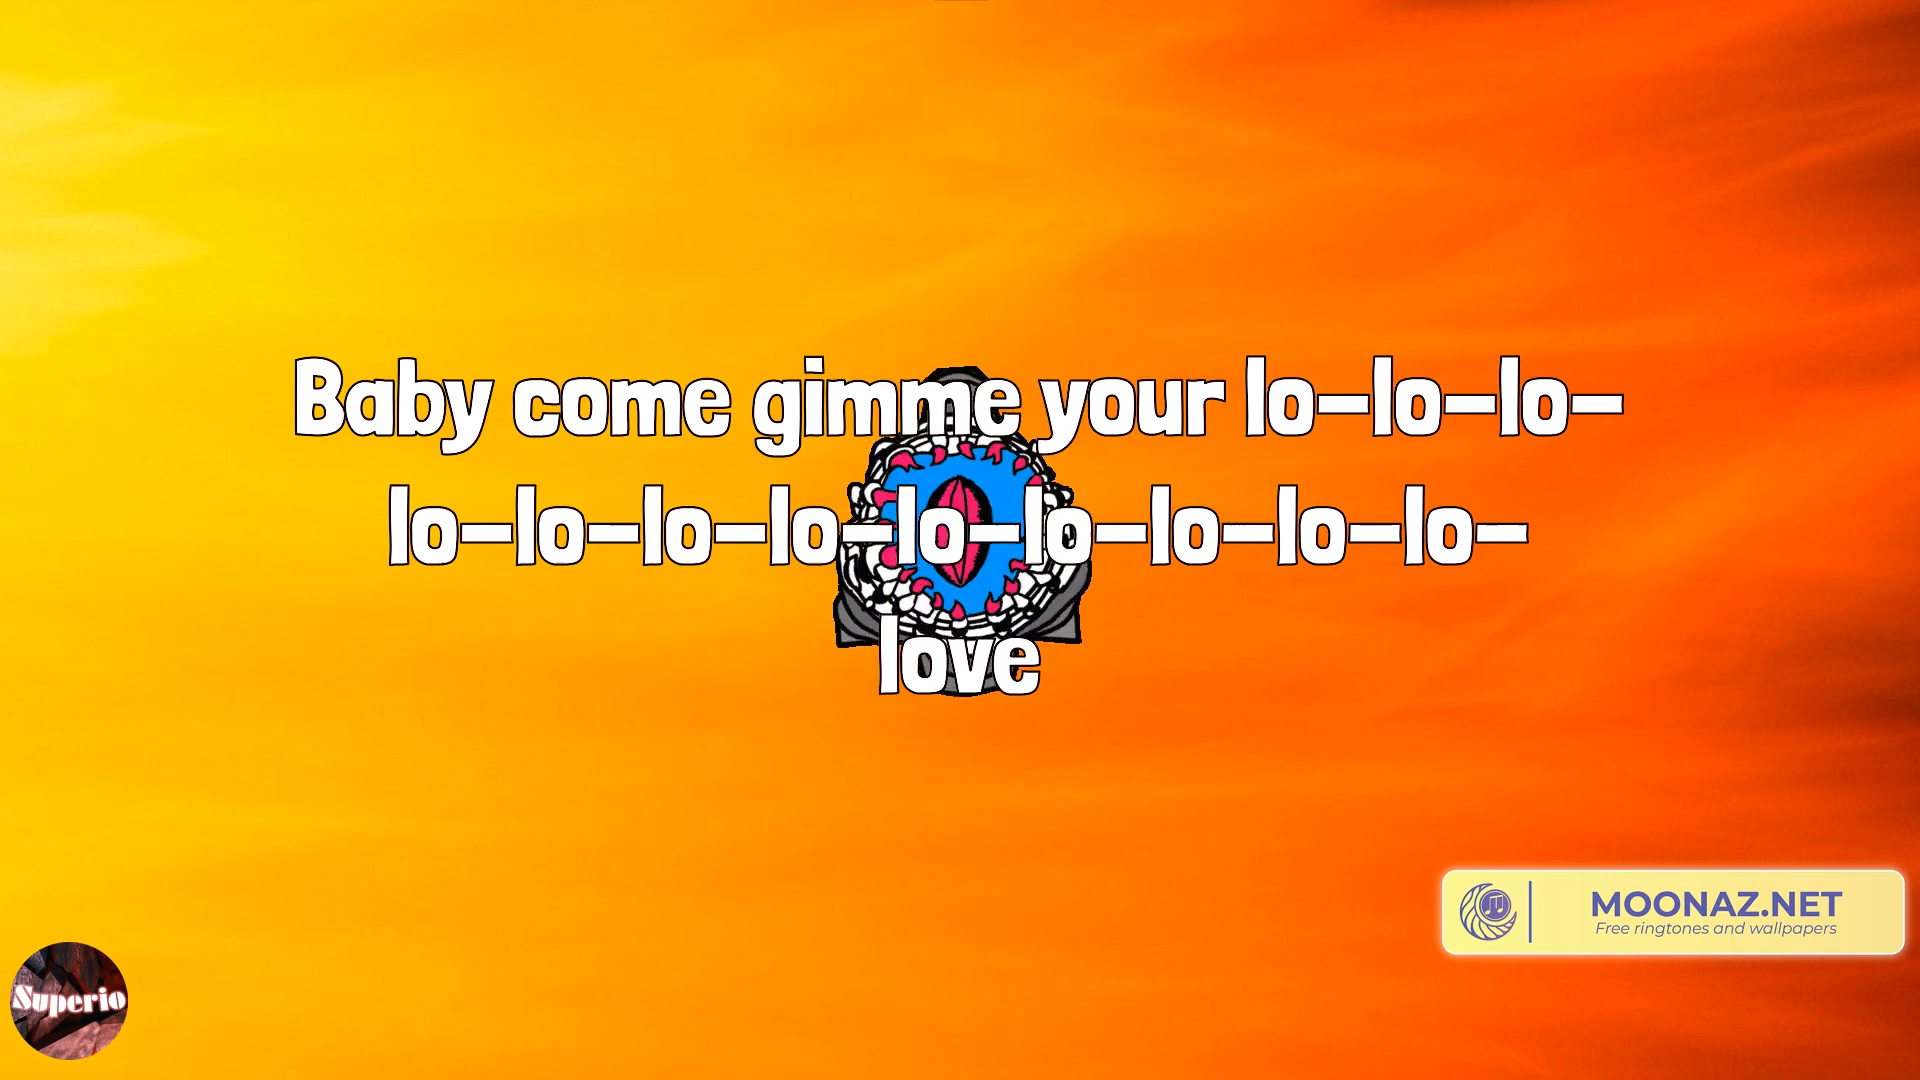 Baby come gimme your lo-lo-lo-
lo-lo-lo-lo-lo-lo-lo-lo-lo-
love
MOONAZ.NET
Free ringtones and wallpapers
Superio